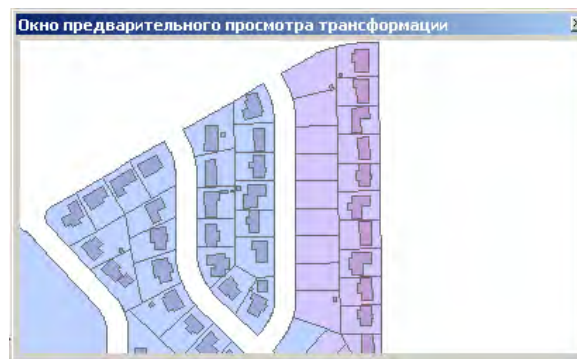 Окно предварительного просмотра трансформации